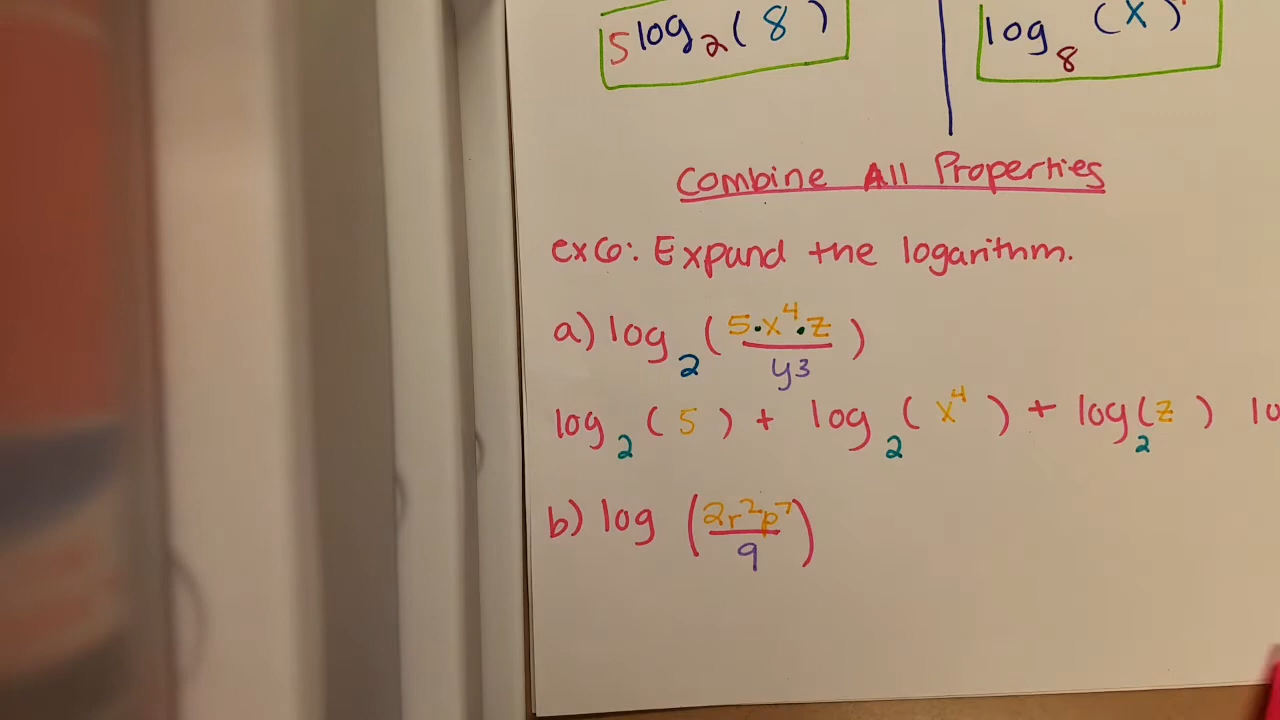 5log₂(8) log₈(x)
Combine All Properties
ex6: Expand the logarithm.
a) log₂(5·x⁴·z / y3)
log₂(5) + log₂(x⁴) + log₂(z) lo
b) log (2r²p⁷ / 9)